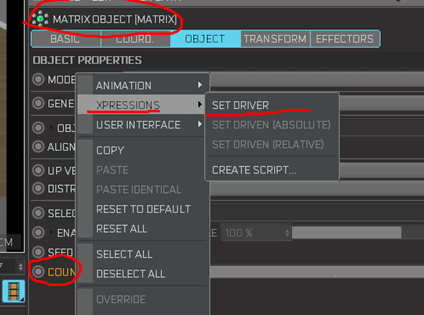 MATRIX OBJECT [MATRIX]
BASIC COORD. OBJECT TRANSFORM EFFECTORS
OBJECT PROPERTIES
MODE
GENE
OBJ
ALIGN
UP VE
DISTR
SELEC
ENA
SEED
COUN
ANIMATION
XPRESSIONS
USER INTERFACE
COPY
PASTE
PASTE IDENTICAL
RESET TO DEFAULT
RESET ALL
SELECT ALL
DESELECT ALL
OVERRIDE
SET DRIVER
SET DRIVEN (ABSOLUTE)
SET DRIVEN (RELATIVE)
CREATE SCRIPT...
E 100 %
CM